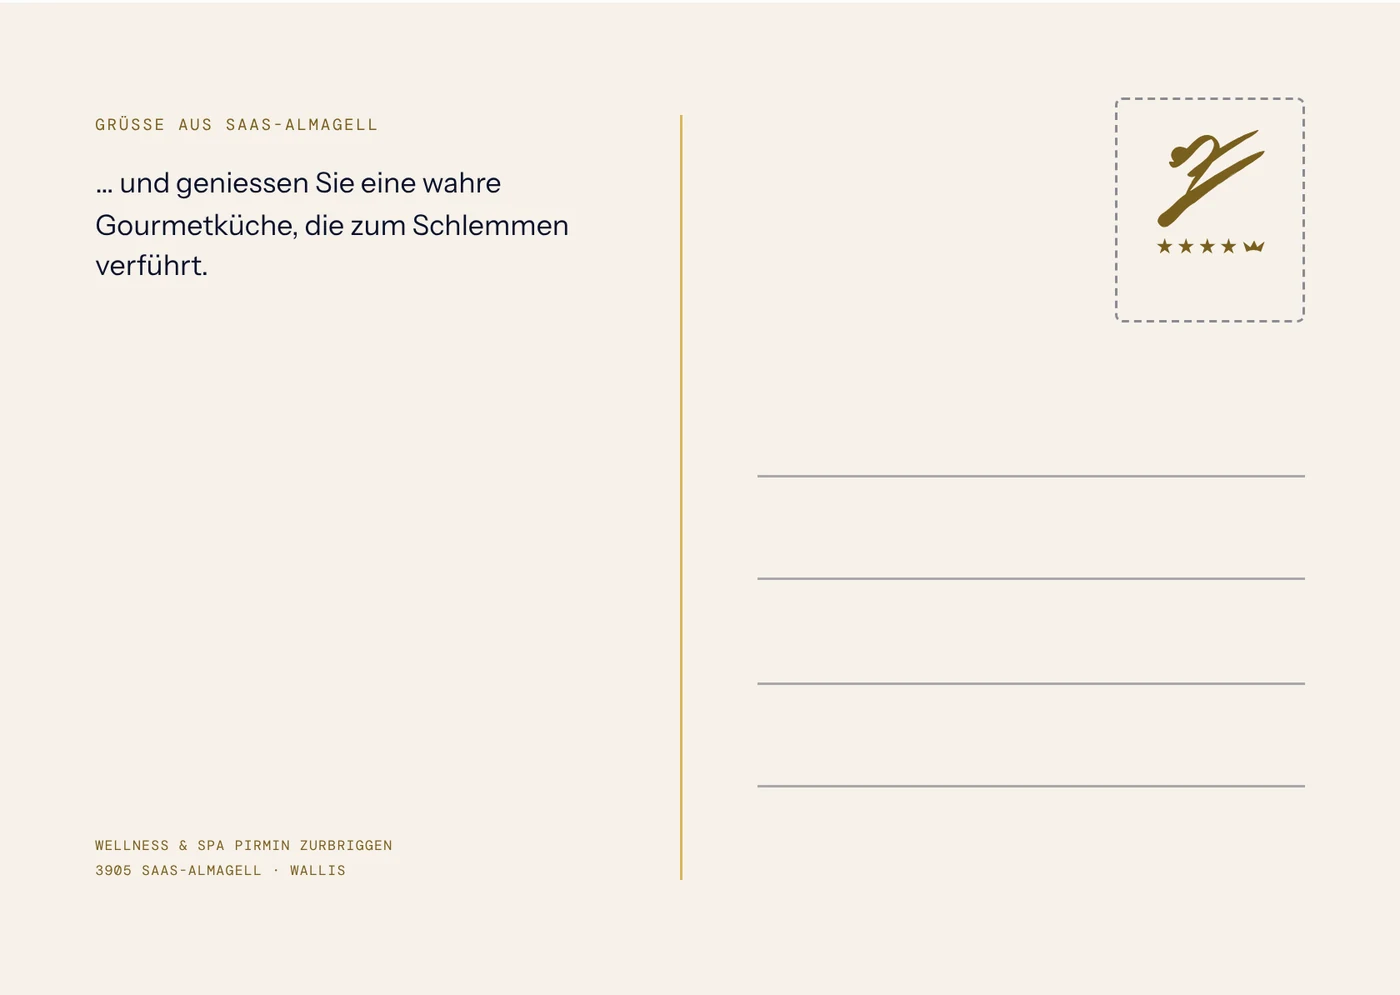 GRÜSSE AUS SAAS-ALMAGELL
... und geniessen Sie eine wahre
Gourmetküche, die zum Schlemmen
verführt.
WELLNESS & SPA PIRMIN ZURBRIGGEN
3905 SAAS-ALMAGELL · WALLIS